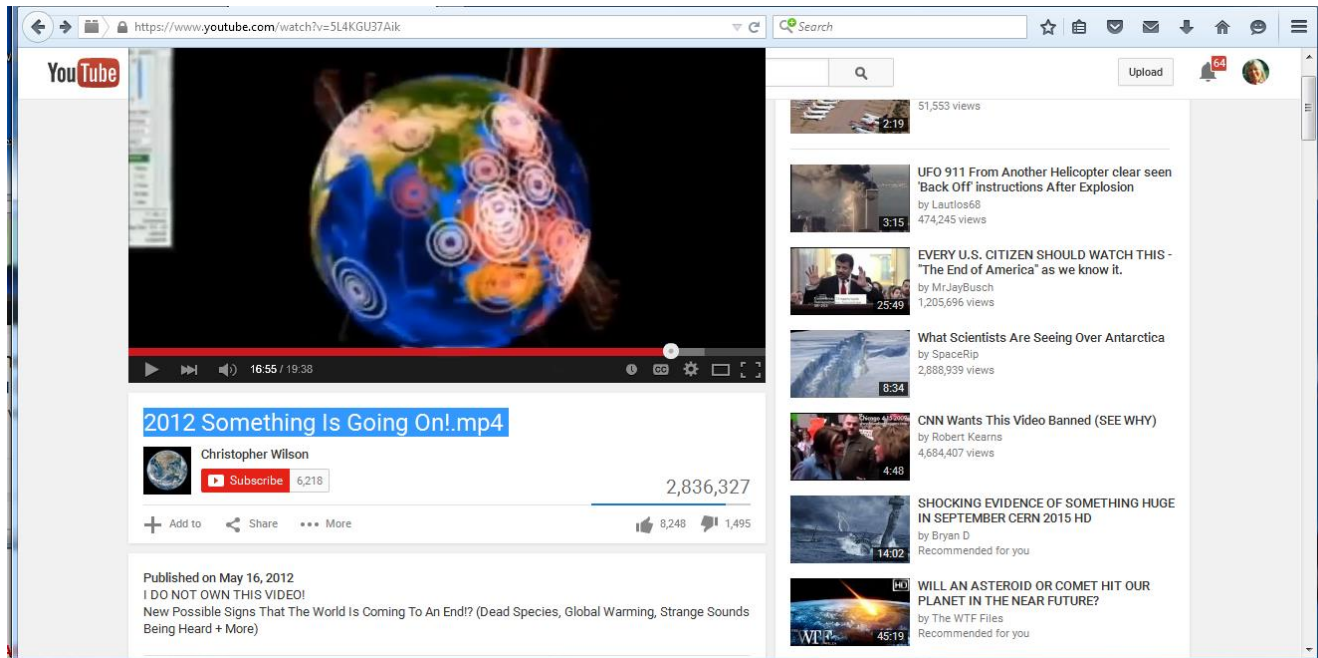 https://www.youtube.com/watch?v=5L4KGU37Aik
Search
YouTube
Upload
64
16:55 / 19:38
CC
2012 Something Is Going On!.mp4
Christopher Wilson
Subscribe 6,218
2,836,327
Add to Share More
8,248 1,495
Published on May 16, 2012
I DO NOT OWN THIS VIDEO!
New Possible Signs That The World Is Coming To An End!? (Dead Species, Global Warming, Strange Sounds
Being Heard + More)
2:19
51,553 views
3:15
UFO 911 From Another Helicopter clear seen
'Back Off' instructions After Explosion
by Lautlos68
474,245 views
25:49
EVERY U.S. CITIZEN SHOULD WATCH THIS -
"The End of America" as we know it.
by MrJayBusch
1,205,696 views
8:34
What Scientists Are Seeing Over Antarctica
by SpaceRip
2,888,939 views
4:48
CNN Wants This Video Banned (SEE WHY)
by Robert Kearns
4,684,407 views
14:02
SHOCKING EVIDENCE OF SOMETHING HUGE
IN SEPTEMBER CERN 2015 HD
by Bryan D
Recommended for you
HD
WTF
45:19
WILL AN ASTEROID OR COMET HIT OUR
PLANET IN THE NEAR FUTURE?
by The WTF Files
Recommended for you